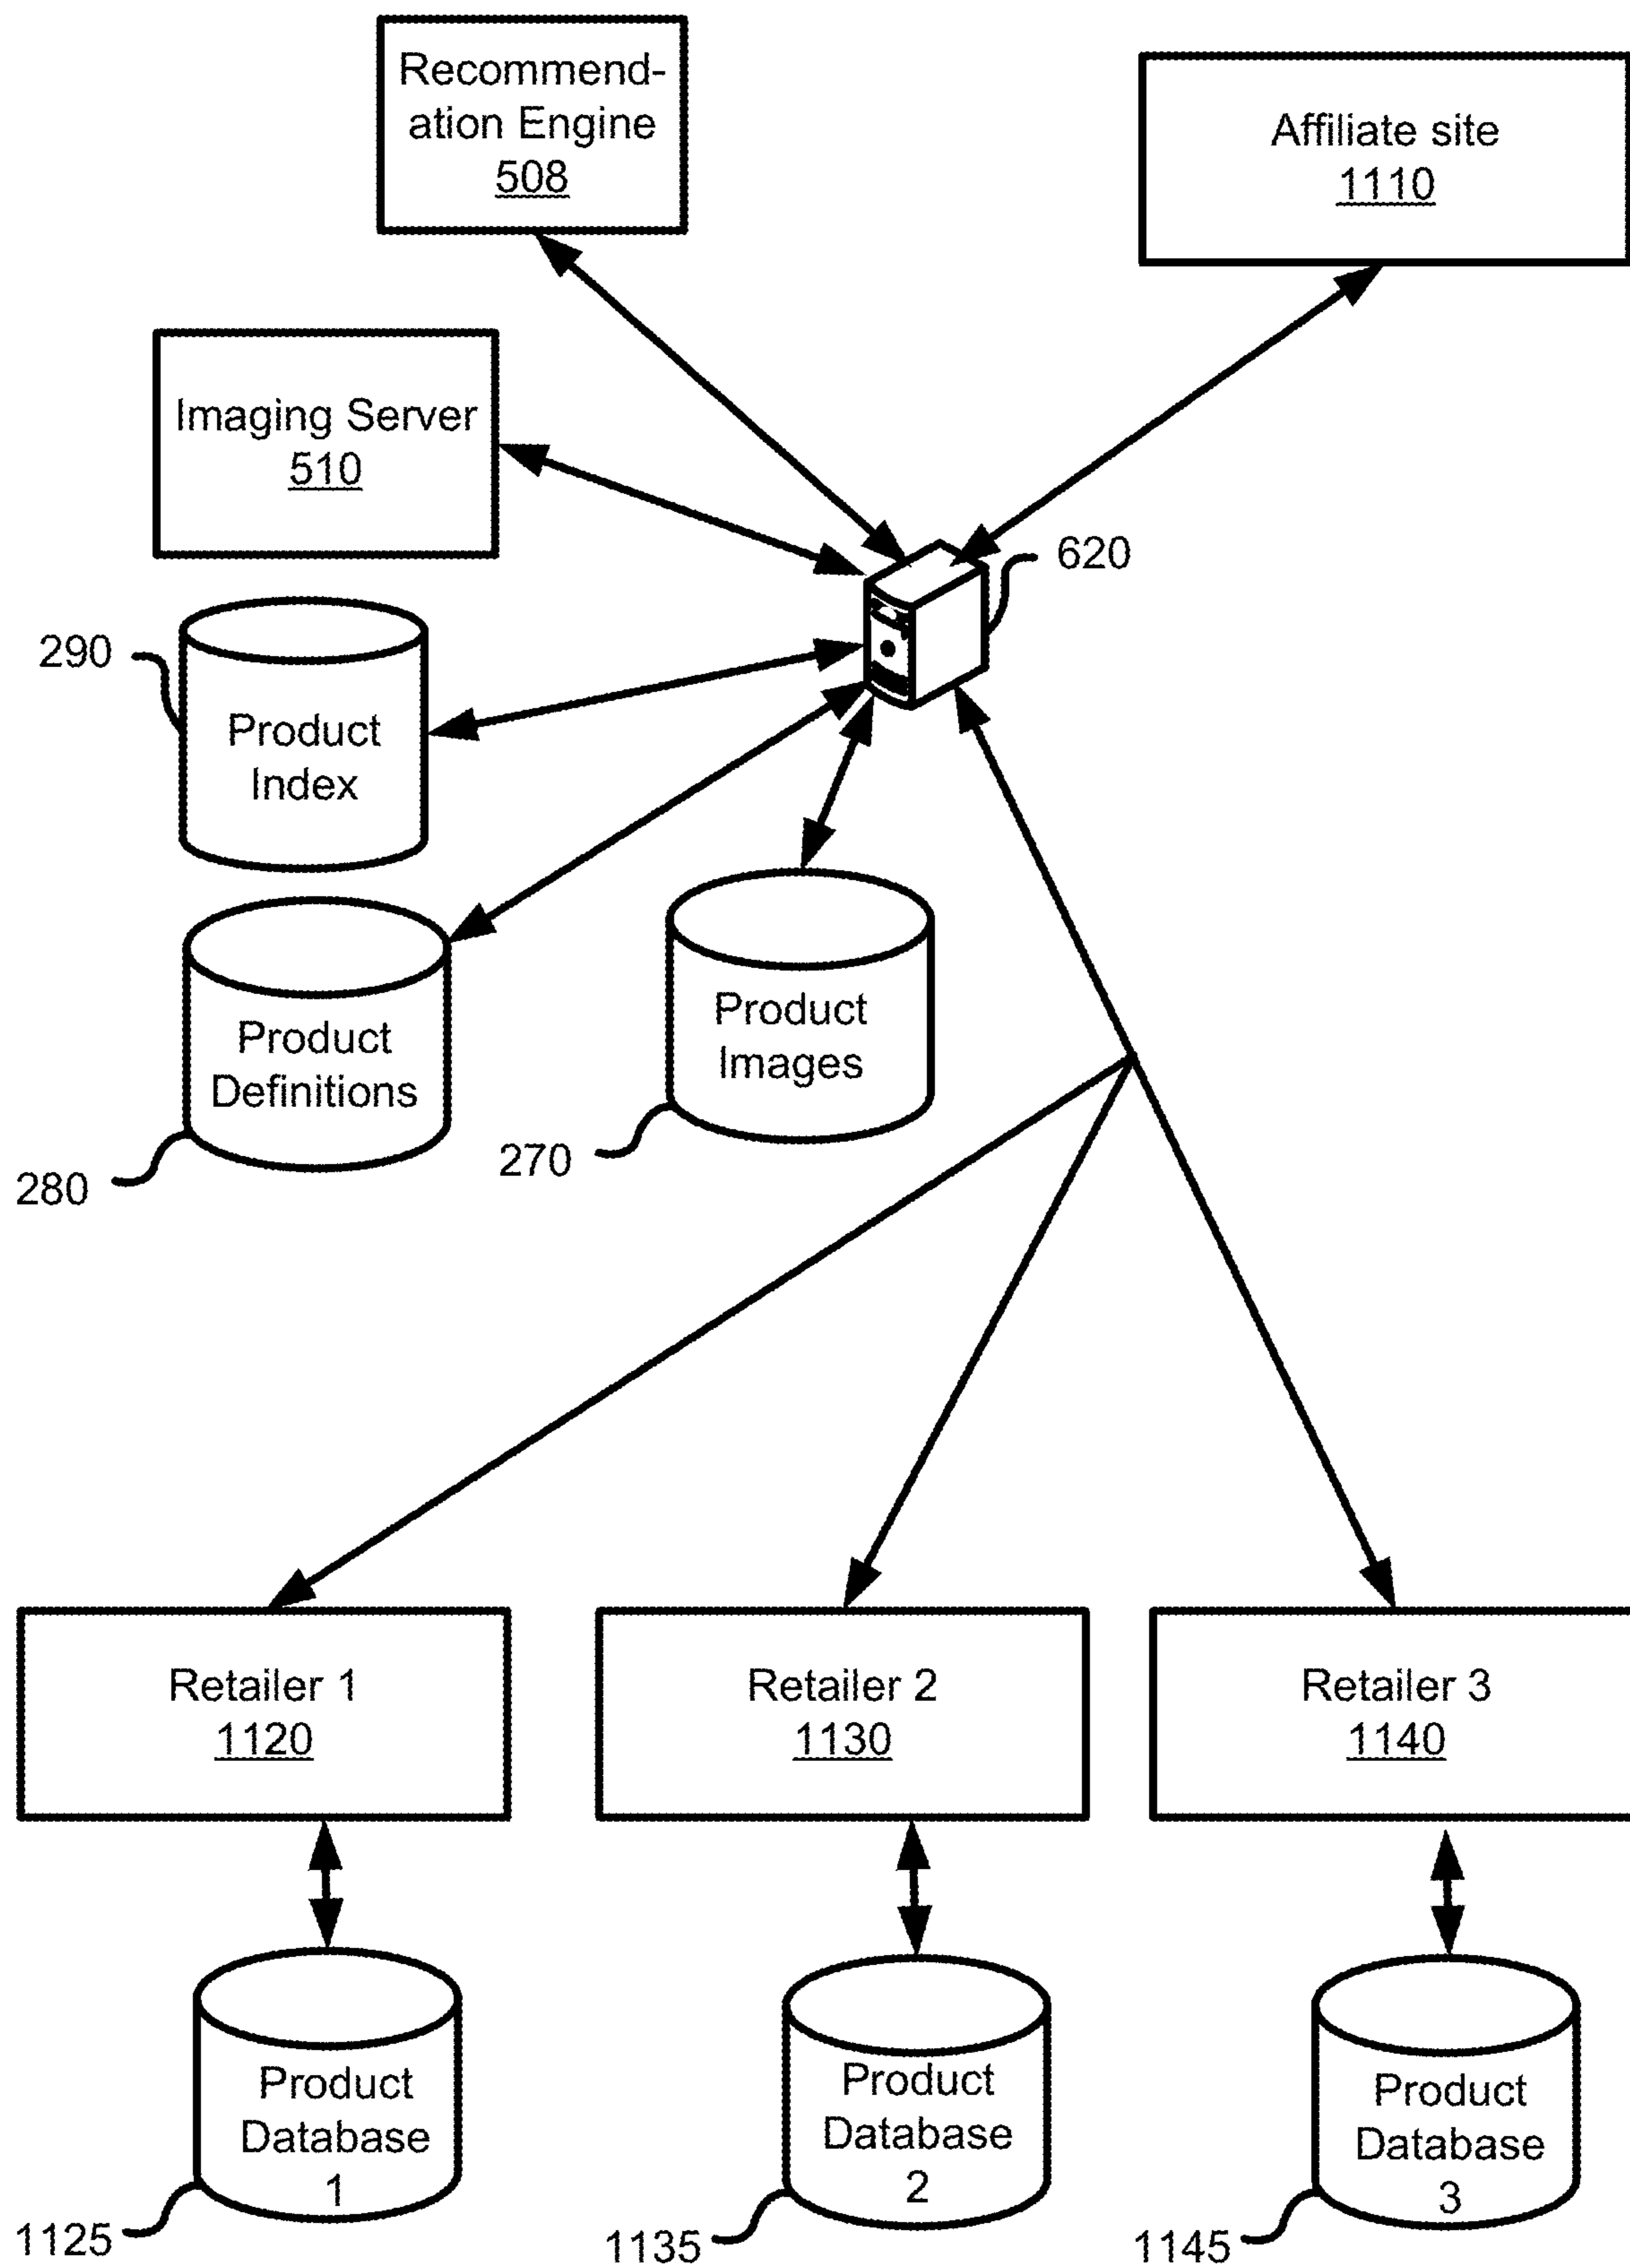 Recommend-
ation Engine
508
Affiliate site
1110
Imaging Server
510
620
290
Product
Index
Product
Definitions
280
Product
Images
270
Retailer 1
1120
Retailer 2
1130
Retailer 3
1140
Product
Database
1
1125
Product
Database
2
1135
Product
Database
3
1145